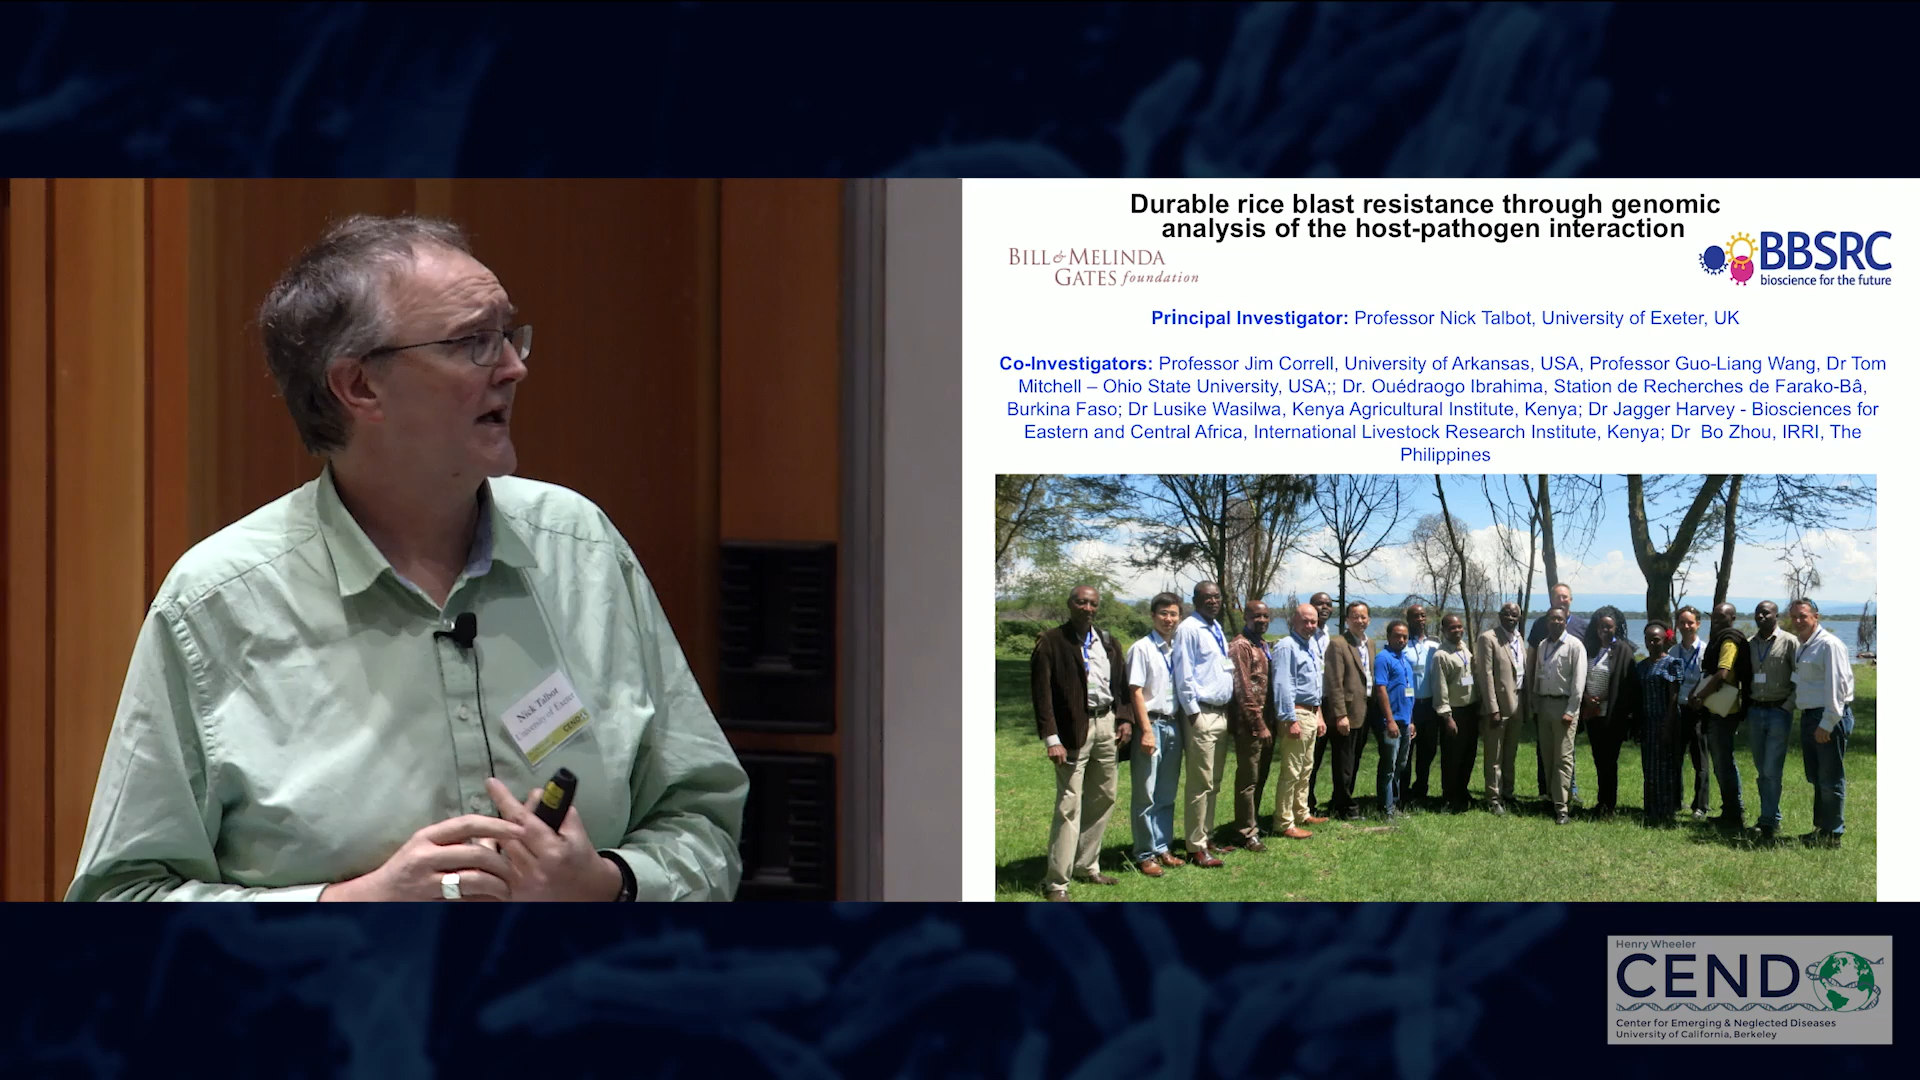 Durable rice blast resistance through genomic
analysis of the host-pathogen interaction
BILL & MELINDA
GATES foundation
BBSRC
bioscience for the future
Principal Investigator: Professor Nick Talbot, University of Exeter, UK
Co-Investigators: Professor Jim Correll, University of Arkansas, USA, Professor Guo-Liang Wang, Dr Tom
Mitchell – Ohio State University, USA;; Dr. Ouédraogo Ibrahima, Station de Recherches de Farako-Bâ,
Burkina Faso; Dr Lusike Wasilwa, Kenya Agricultural Institute, Kenya; Dr Jagger Harvey - Biosciences for
Eastern and Central Africa, International Livestock Research Institute, Kenya; Dr Bo Zhou, IRRI, The
Philippines
Nick Talbot
University of Exeter
CEND
Henry Wheeler
CEND
Center for Emerging & Neglected Diseases
University of California, Berkeley